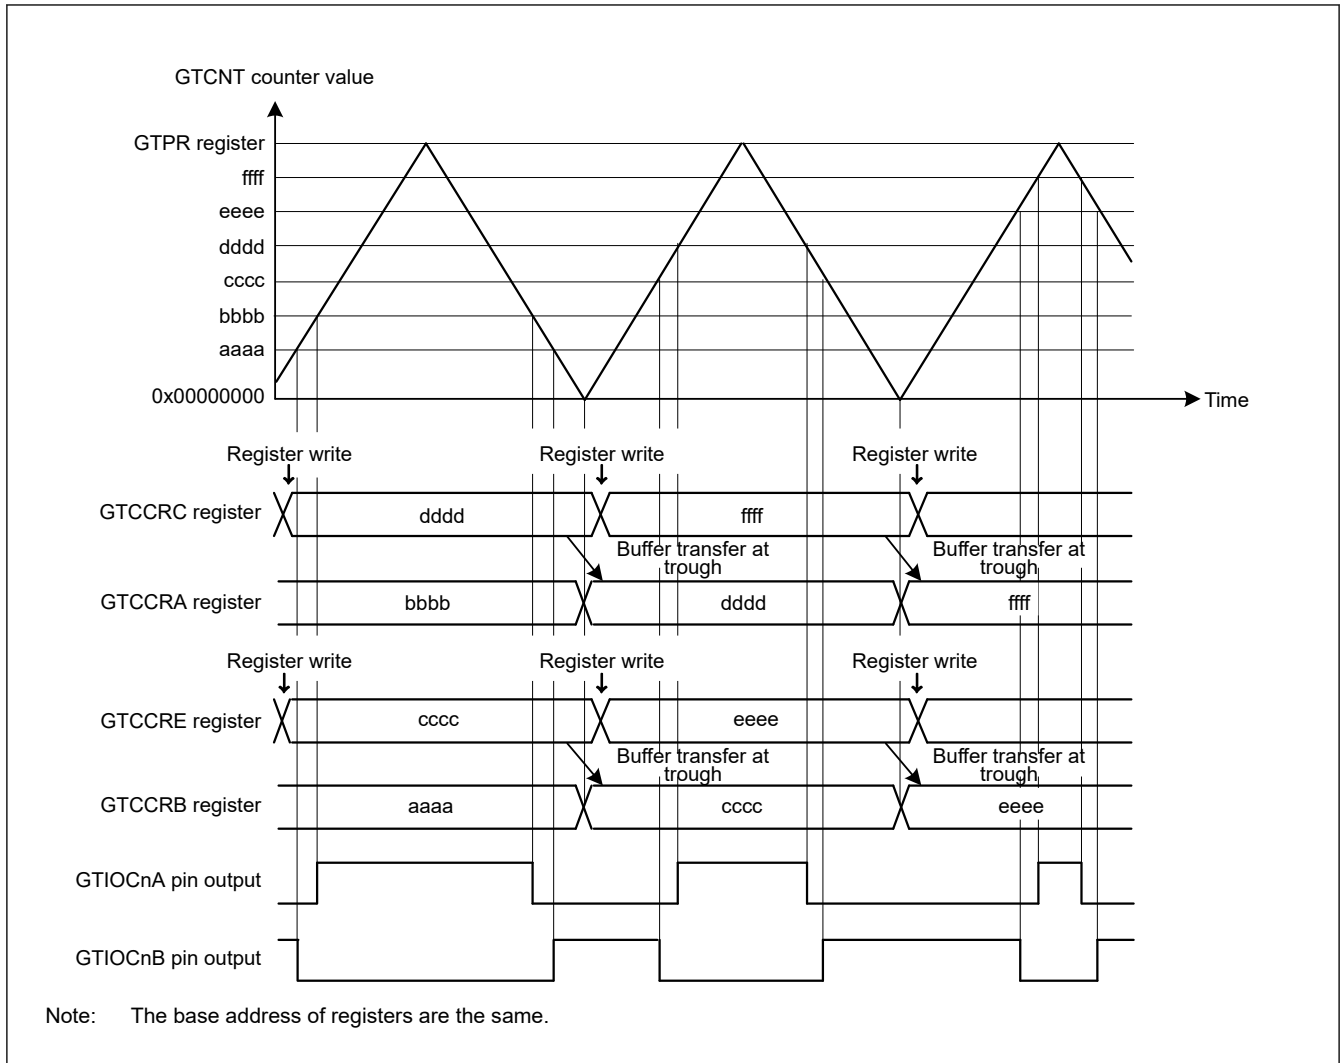 GTCNT counter value
GTPR register
ffff
eeee
dddd
cccc
bbbb
aaaa
0x00000000
Time
Register write
Register write
Register write
GTCCRC register
dddd
ffff
Buffer transfer at
trough
Buffer transfer at
trough
GTCCRA register
bbbb
dddd
ffff
Register write
Register write
Register write
GTCCRE register
cccc
eeee
Buffer transfer at
trough
Buffer transfer at
trough
GTCCRB register
aaaa
cccc
eeee
GTIOCnA pin output
GTIOCnB pin output
Note: The base address of registers are the same.